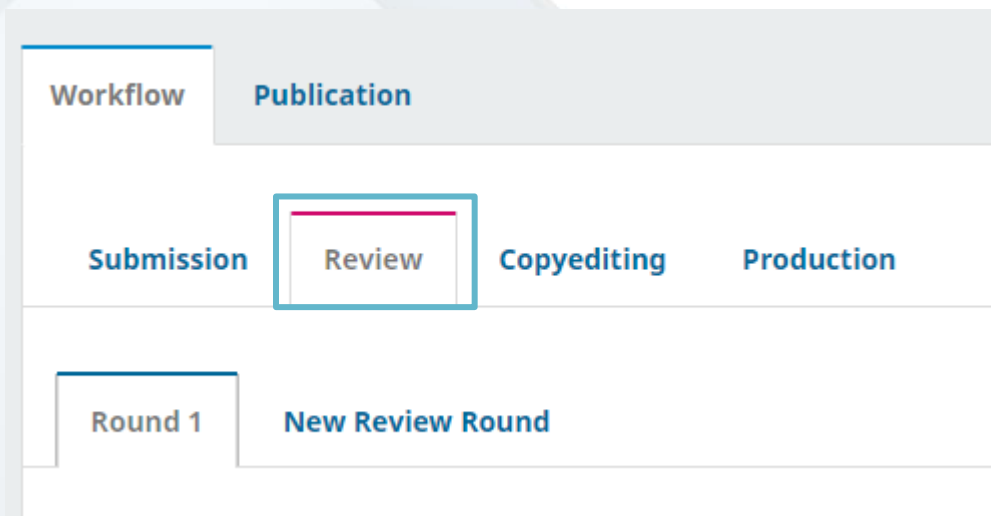 Workflow Publication
Submission Review Copyediting Production
Round 1 New Review Round